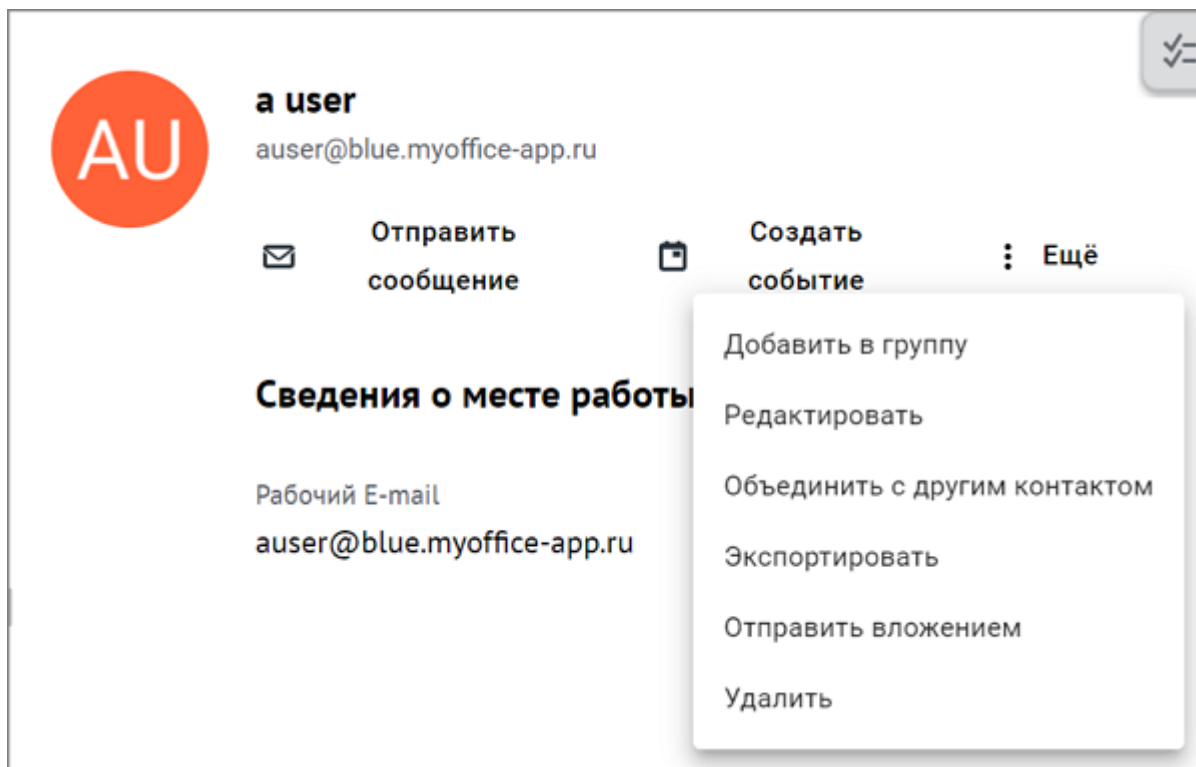 AU
a user
auser@blue.myoffice-app.ru
Отправить
сообщение
Создать
событие
Ещё
Добавить в группу
Редактировать
Объединить с другим контактом
Экспортировать
Отправить вложением
Удалить
Сведения о месте работы
Рабочий E-mail
auser@blue.myoffice-app.ru